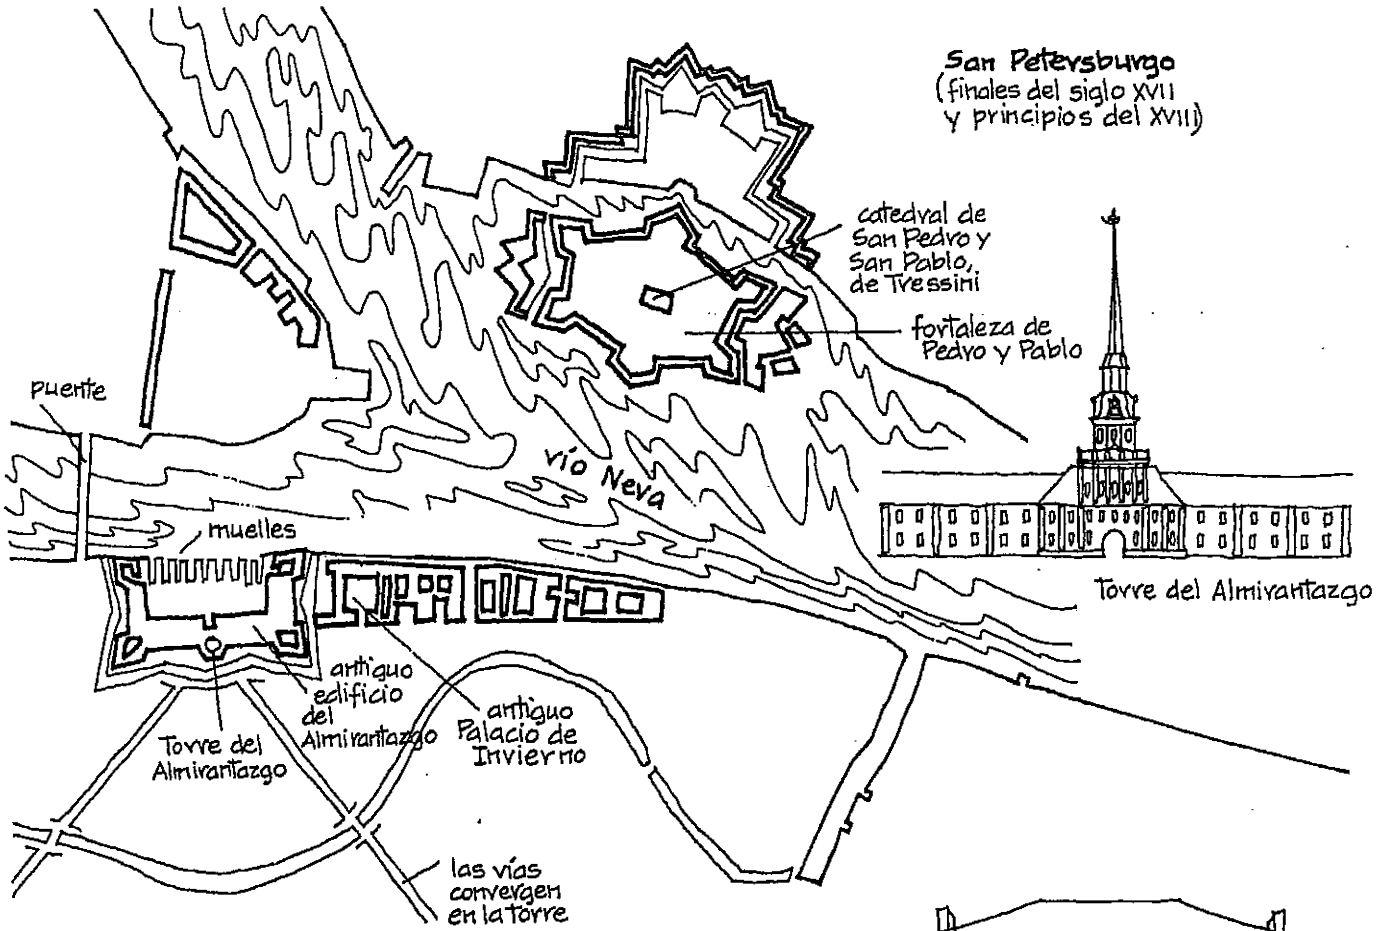 San Petersburgo
(finales del siglo XVII
y principios del XVIII)
catedral de
San Pedro y
San Pablo,
de Tressini
fortaleza de
Pedro y Pablo
puente
río Neva
muelles
Torre del Almirantazgo
antiguo
edificio
del
Almirantazgo
antiguo
Palacio de
Invierno
Torre del
Almirantazgo
las vías
convergen
en la torre